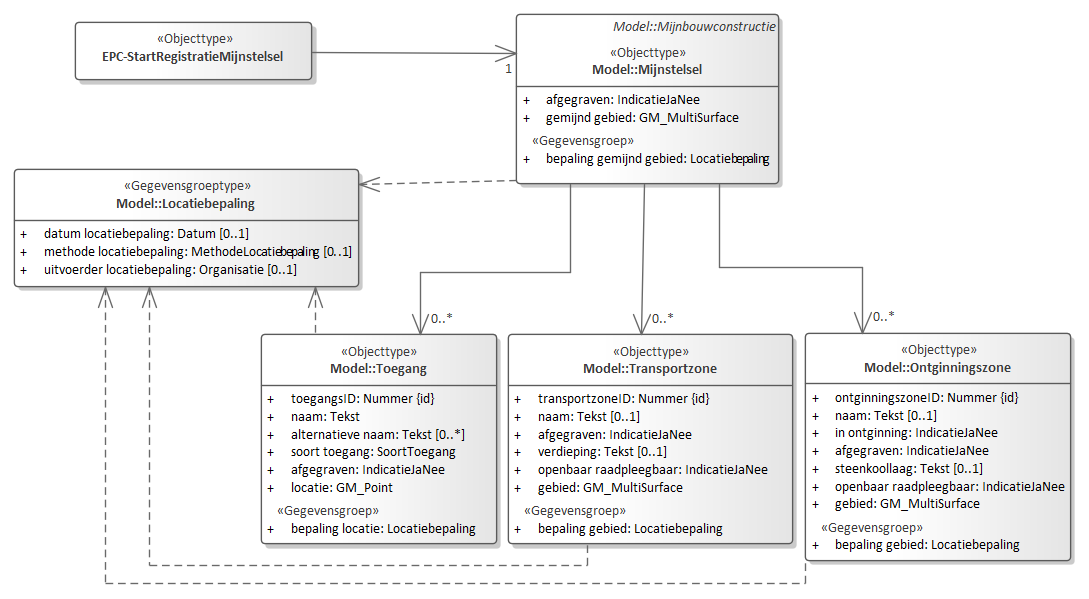 «Objecttype»
EPC-StartRegistratieMijnstelsel
1
Model::Mijnbouwconstructie
«Objecttype»
Model::Mijnstelsel
+ afgegraven: IndicatieJaNee
+ gemijnd gebied: GM_MultiSurface
«Gegevensgroep»
+ bepaling gemijnd gebied: Locatiebepaling
«Gegevensgroeptype»
Model::Locatiebepaling
+ datum locatiebepaling: Datum [0..1]
+ methode locatiebepaling: MethodeLocatiebepaling [0..1]
+ uitvoerder locatiebepaling: Organisatie [0..1]
0..*
0..*
0..*
«Objecttype»
Model::Toegang
+ toegangsID: Nummer {id}
+ naam: Tekst
+ alternatieve naam: Tekst [0..*]
+ soort toegang: SoortToegang
+ afgegraven: IndicatieJaNee
+ locatie: GM_Point
«Gegevensgroep»
+ bepaling locatie: Locatiebepaling
«Objecttype»
Model::Transportzone
+ transportzoneID: Nummer {id}
+ naam: Tekst [0..1]
+ afgegraven: IndicatieJaNee
+ verdieping: Tekst [0..1]
+ openbaar raadpleegbaar: IndicatieJaNee
+ gebied: GM_MultiSurface
«Gegevensgroep»
+ bepaling gebied: Locatiebepaling
«Objecttype»
Model::Ontginningszone
+ ontginningszoneID: Nummer {id}
+ naam: Tekst [0..1]
+ in ontginning: IndicatieJaNee
+ afgegraven: IndicatieJaNee
+ steenkoollaag: Tekst [0..1]
+ openbaar raadpleegbaar: IndicatieJaNee
+ gebied: GM_MultiSurface
«Gegevensgroep»
+ bepaling gebied: Locatiebepaling